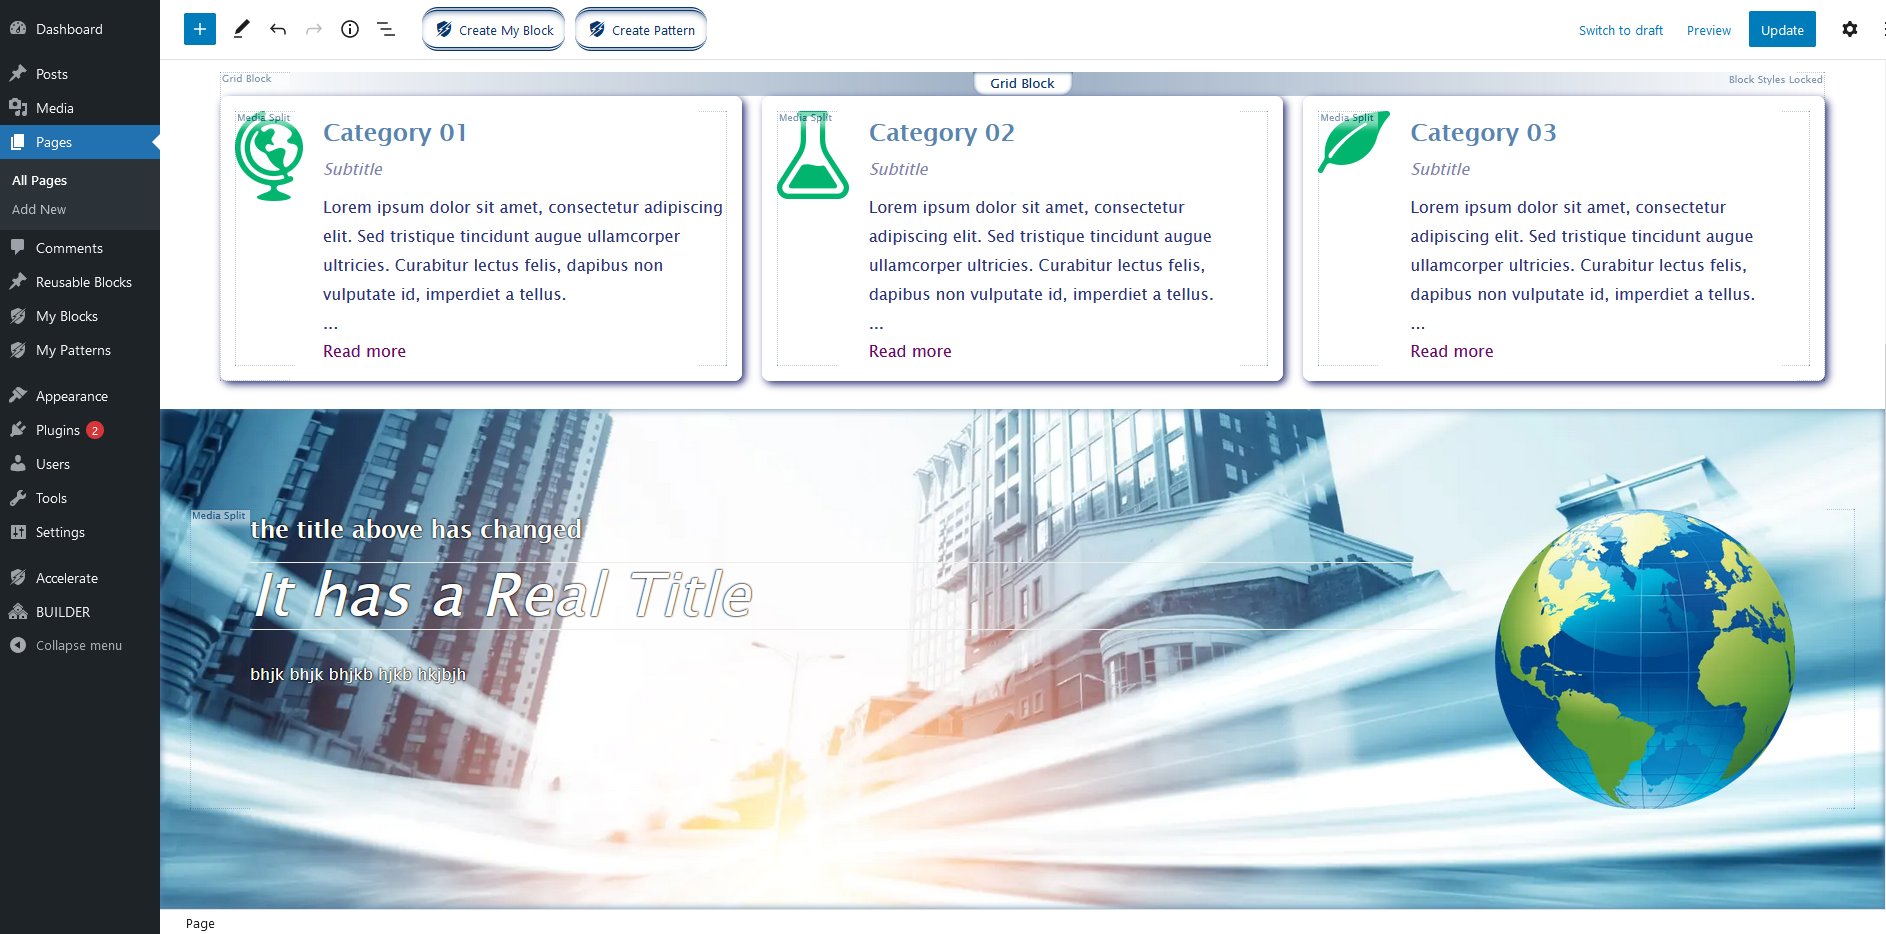 Dashboard
Posts
Media
Pages
All Pages
Add New
Comments
Reusable Blocks
My Blocks
My Patterns
Appearance
Plugins 2
Users
Tools
Settings
Accelerate
BUILDER
Collapse menu
Create My Block
Create Pattern
Switch to draft
Preview
Update
Grid Block
Grid Block
Block Styles Locked
Media Split
Category 01
Subtitle
Lorem ipsum dolor sit amet, consectetur adipiscing
elit. Sed tristique tincidunt augue ullamcorper
ultricies. Curabitur lectus felis, dapibus non
vulputate id, imperdiet a tellus.
...
Read more
Media Split
Category 02
Subtitle
Lorem ipsum dolor sit amet, consectetur
adipiscing elit. Sed tristique tincidunt augue
ullamcorper ultricies. Curabitur lectus felis,
dapibus non vulputate id, imperdiet a tellus.
...
Read more
Media Split
Category 03
Subtitle
Lorem ipsum dolor sit amet, consectetur
adipiscing elit. Sed tristique tincidunt augue
ullamcorper ultricies. Curabitur lectus felis,
dapibus non vulputate id, imperdiet a tellus.
...
Read more
Media Split
the title above has changed
It has a Real Title
bhjk bhjk bhjkb hjkb hkjbjh
Page